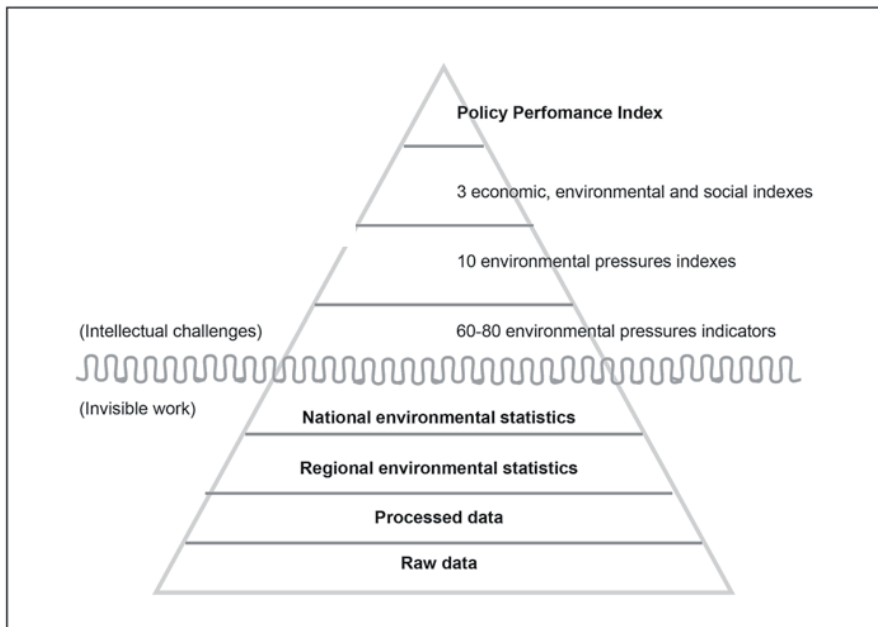 Policy Perfomance Index
3 economic, environmental and social indexes
10 environmental pressures indexes
(Intellectual challenges)
60-80 environmental pressures indicators
(Invisible work)
National environmental statistics
Regional environmental statistics
Processed data
Raw data